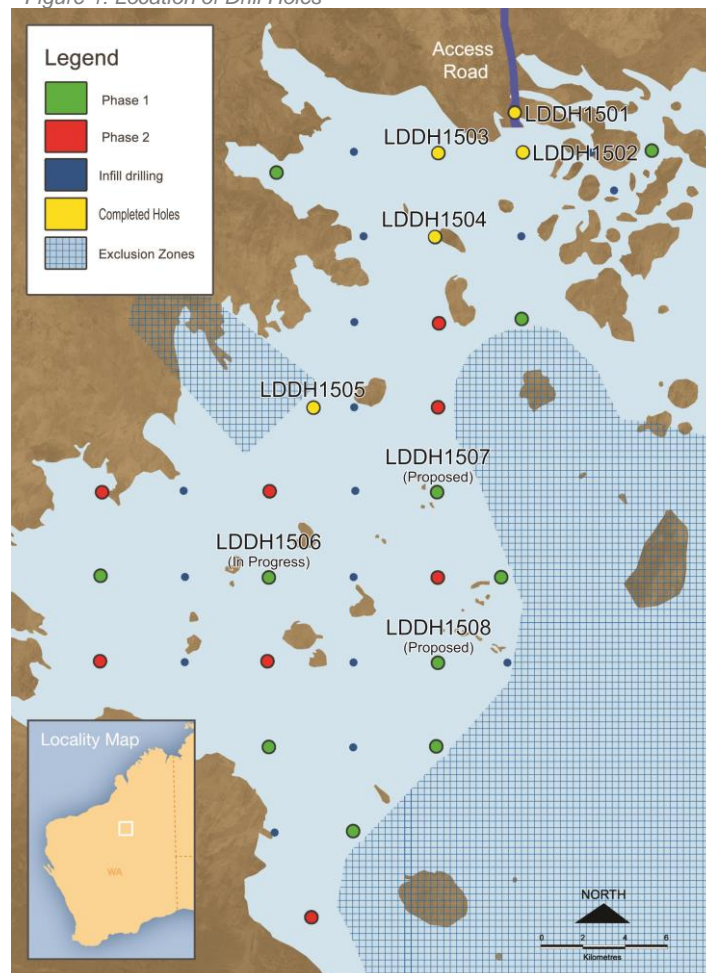 Figure 1: Location of Drill Holes
Legend
Phase 1
Phase 2
Infill drilling
Completed Holes
Exclusion Zones
Access
Road
LDDH1501
LDDH1503
LDDH1502
LDDH1504
LDDH1505
LDDH1507
(Proposed)
LDDH1506
(In Progress)
LDDH1508
(Proposed)
Locality Map
WA
NORTH
0 2 4 6
Kilometres